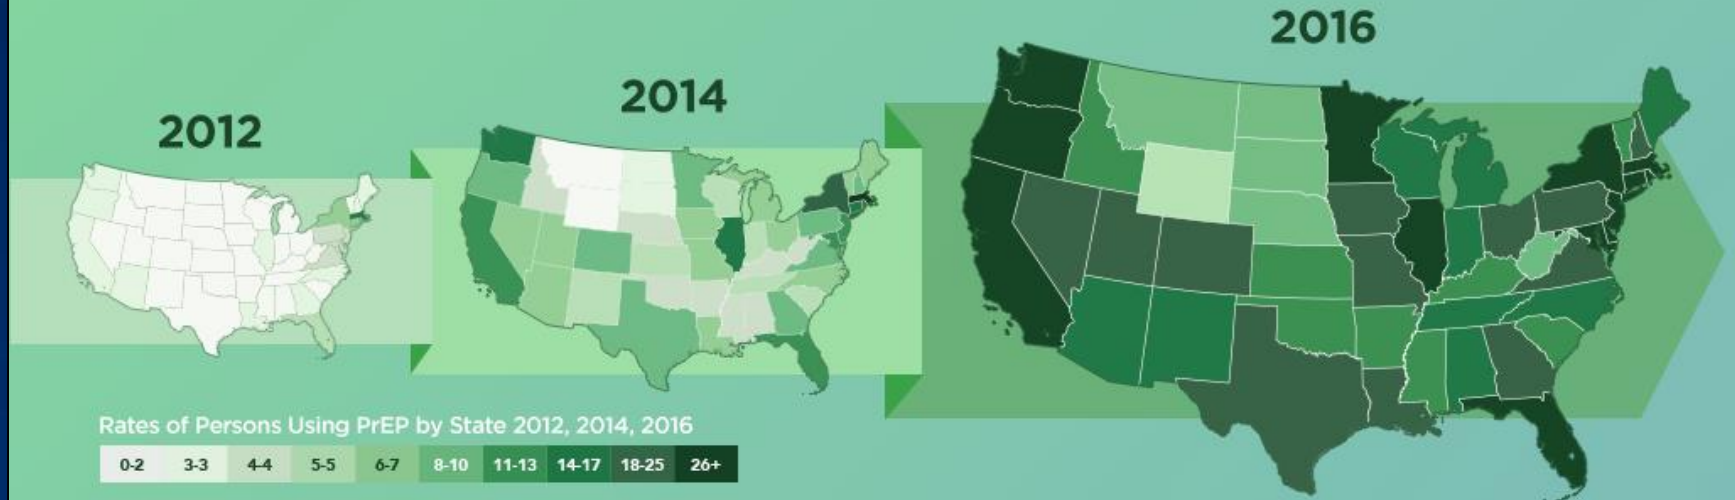 2012
2014
2016
Rates of Persons Using PrEP by State 2012, 2014, 2016
0-2 3-3 4-4 5-5 6-7 8-10 11-13 14-17 18-25 26+